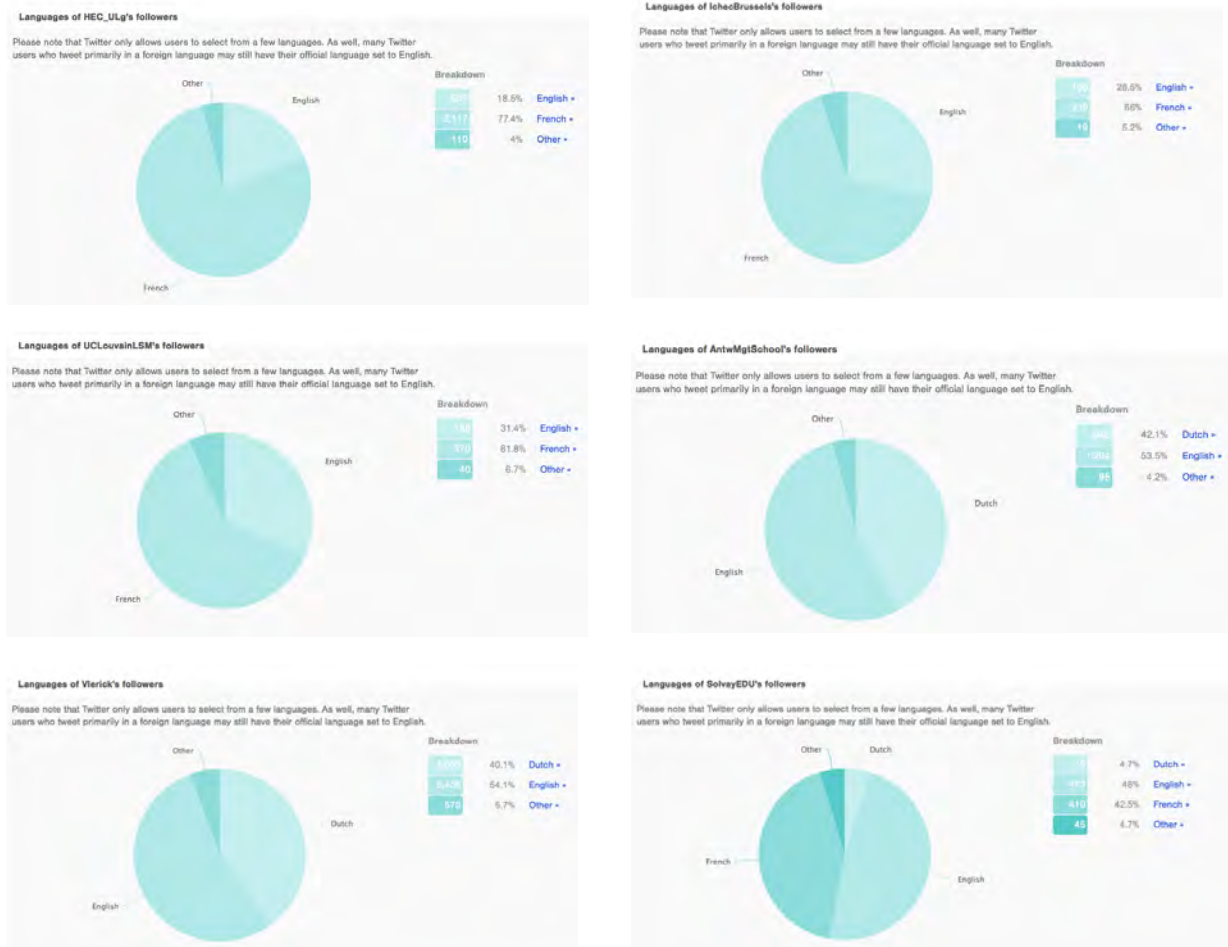 Languages of HEC_ULg's followers
Please note that Twitter only allows users to select from a few languages. As well, many Twitter
users who tweet primarily in a foreign language may still have their official language set to English.
Breakdown
18.5% English
2,117 77.4% French
110 4% Other
Other
English
French
Languages of IchecBrussels's followers
Please note that Twitter only allows users to select from a few languages. As well, many Twitter
users who tweet primarily in a foreign language may still have their official language set to English.
Breakdown
English
French
19 5.2% Other
Other
English
French
Languages of UCLouvainLSM's followers
Please note that Twitter only allows users to select from a few languages. As well, many Twitter
users who tweet primarily in a foreign language may still have their official language set to English.
Breakdown
31.4% English
370 61.8% French
40 6.7% Other
Other
English
French
Languages of AntwMgtSchool's followers
Please note that Twitter only allows users to select from a few languages. As well, many Twitter
users who tweet primarily in a foreign language may still have their official language set to English.
Breakdown
42.1% Dutch
53.5% English
95 4.2% Other
Other
Dutch
English
Languages of Vlerick's followers
Please note that Twitter only allows users to select from a few languages. As well, many Twitter
users who tweet primarily in a foreign language may still have their official language set to English.
Breakdown
40.1% Dutch
54.1% English
570 5.7% Other
Other
Dutch
English
Languages of SolvayEDU's followers
Please note that Twitter only allows users to select from a few languages. As well, many Twitter
users who tweet primarily in a foreign language may still have their official language set to English.
Breakdown
4.7% Dutch
48% English
410 42.5% French
45 4.7% Other
Other
Dutch
French
English